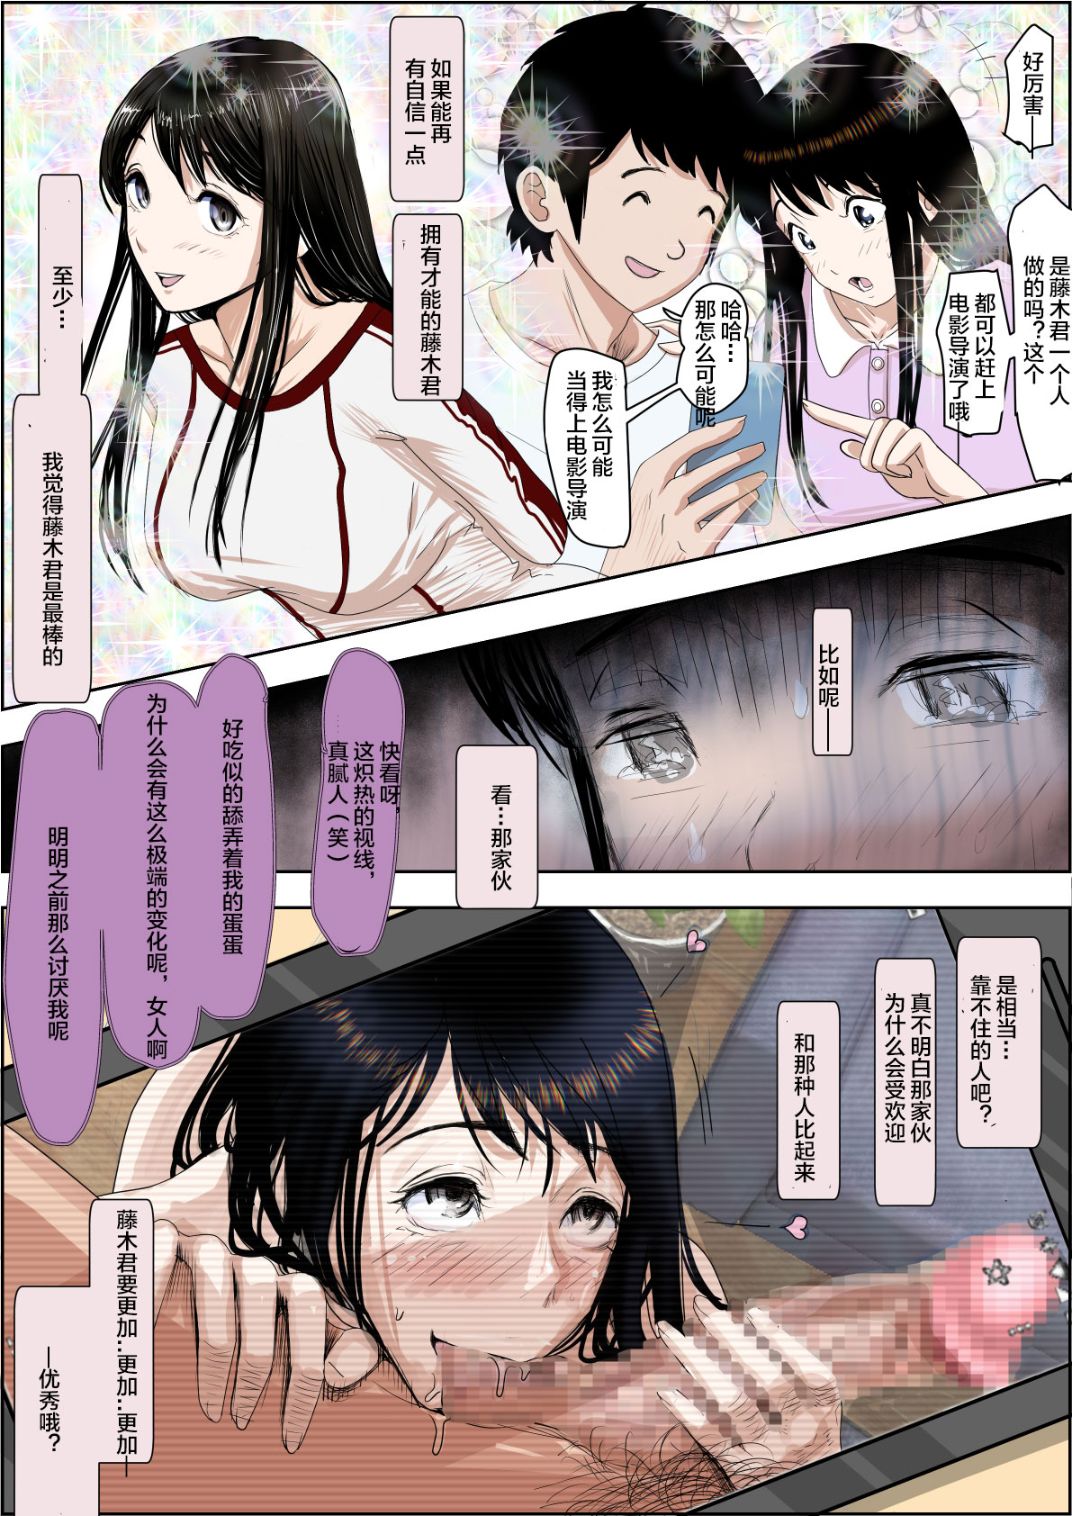 好厉害—
是藤木君一个人
做的吗?这个
都可以赶上
电影导演了哦
哈哈…
那怎么可能呢
我怎么可能
当得上电影导演
如果能再
有自信一点
拥有才能的藤木君
至少…
我觉得藤木君是最棒的
比如呢—
看…那家伙
快看呀,
这炽热的视线,
真腻人(笑)
好吃似的舔弄着我的蛋蛋
为什么会有这么极端的变化呢,女人啊
明明之前那么讨厌我呢
是相当…
靠不住的人吧?
真不明白那家伙
为什么会受欢迎
和那种人比起来
藤木君要更加…更加…更加—
—优秀哦?